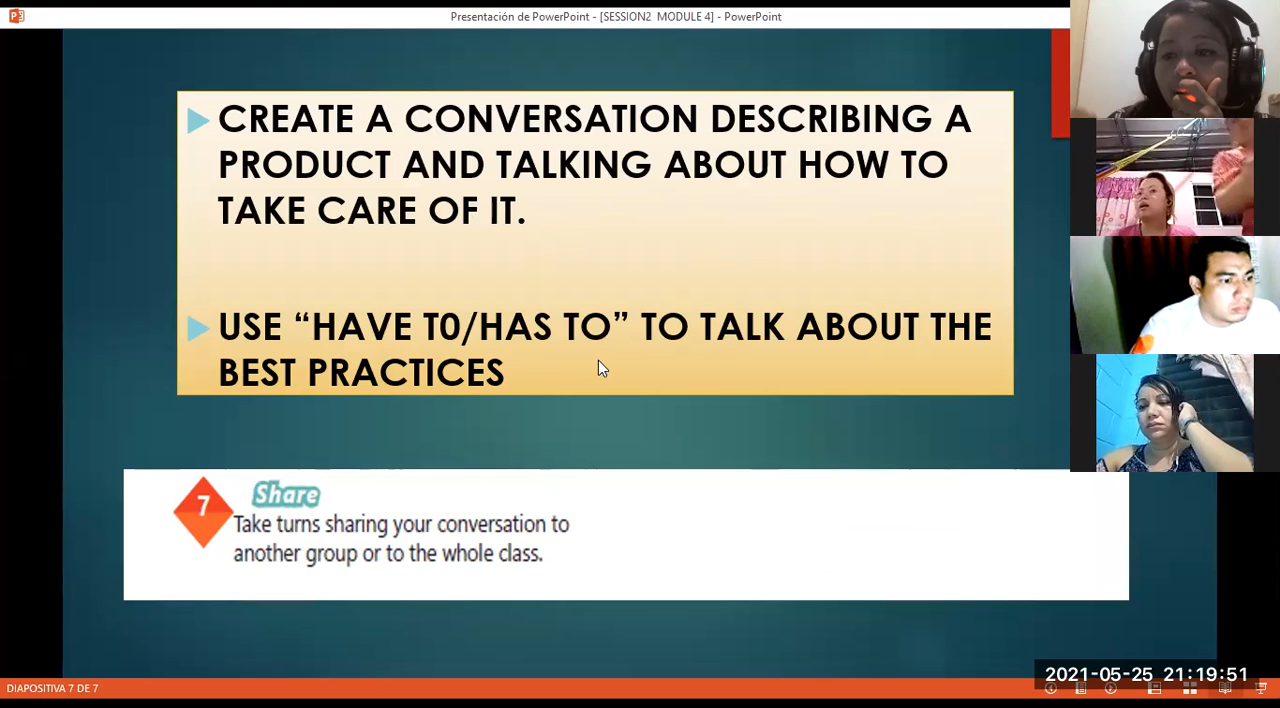 Presentación de PowerPoint - [SESSION2 MODULE 4] - PowerPoint
CREATE A CONVERSATION DESCRIBING A
PRODUCT AND TALKING ABOUT HOW TO
TAKE CARE OF IT.
USE “HAVE T0/HAS TO” TO TALK ABOUT THE
BEST PRACTICES
7
Share
Take turns sharing your conversation to
another group or to the whole class.
2021-05-25 21:19:51
DIAPOSITIVA 7 DE 7